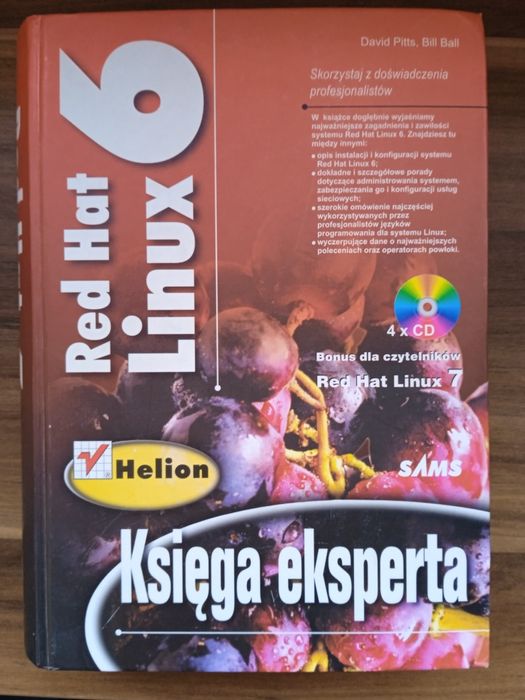 David Pitts, Bill Ball
Red Hat
Linux 6
Skorzystaj z doświadczenia
profesjonalistów
W książce dogłębnie wyjaśniamy
najważniejsze zagadnienia i zawiłości
systemu Red Hat Linux 6. Znajdziesz tu
między innymi:
• opis instalacji i konfiguracji systemu
Red Hat Linux 6;
• dokładne i szczegółowe porady
dotyczące administrowania systemem,
zabezpieczania go i konfiguracji usług
sieciowych;
• szerokie omówienie najczęściej
wykorzystywanych przez
profesjonalistów języków
programowania dla systemu Linux;
• wyczerpujące dane o najważniejszych
poleceniach oraz operatorach powłoki.
4 x CD
Bonus dla czytelników
Red Hat Linux 7
Helion
SAMS
Księga eksperta